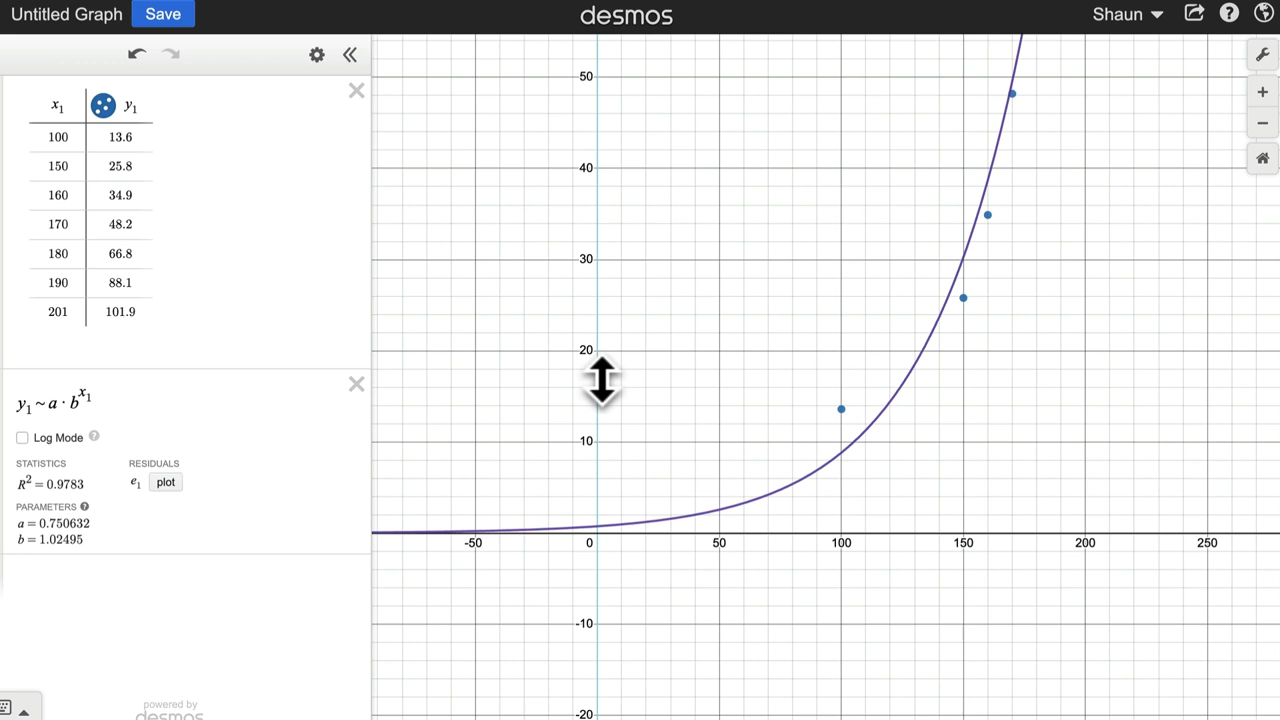 Untitled Graph Save desmos Shaun
x₁ y₁
100 13.6
150 25.8
160 34.9
170 48.2
180 66.8
190 88.1
201 101.9
y₁ ~ a · b^x₁
Log Mode ?
STATISTICS RESIDUALS
R² = 0.9783 e₁ plot
PARAMETERS ?
a = 0.750632
b = 1.02495
powered by
desmos
50
40
30
20
10
-50 0 50 100 150 200 250
-10
-20